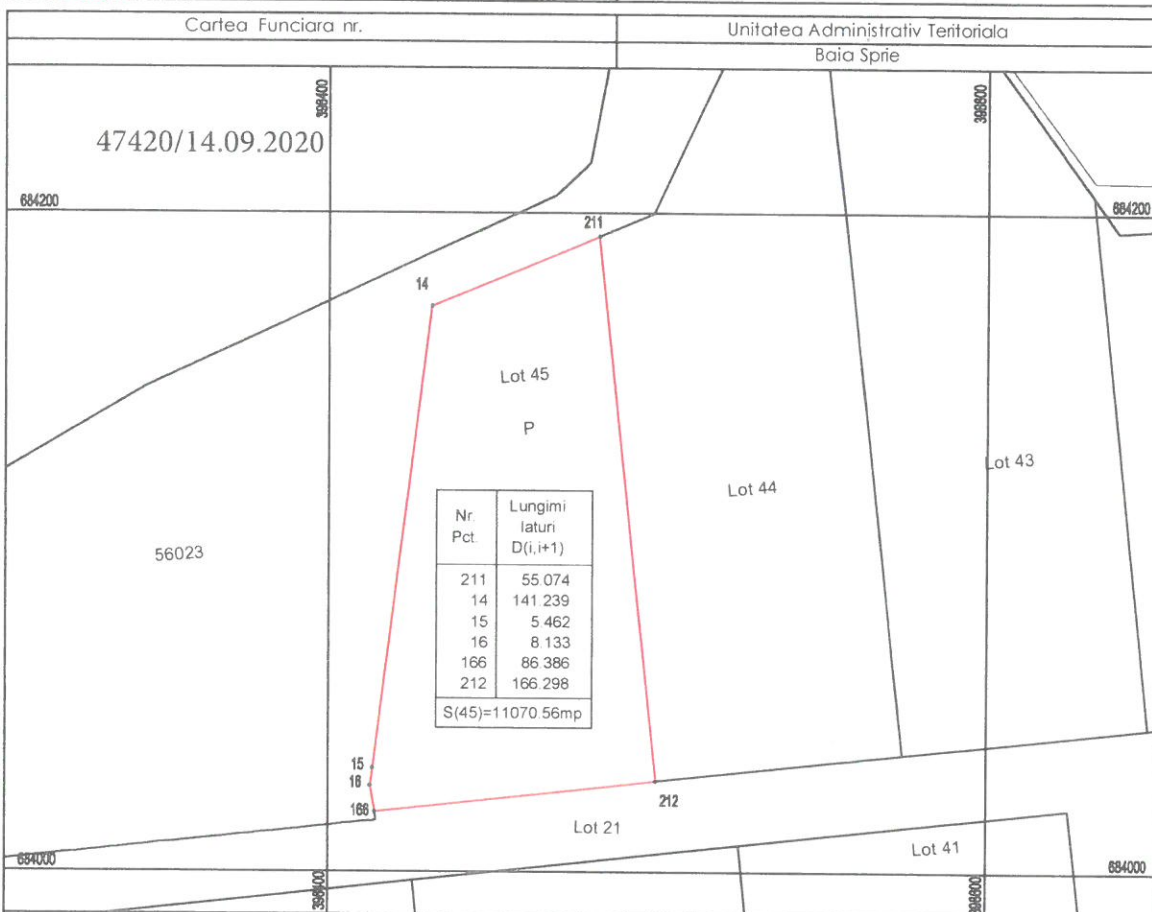 Cartea Funciara nr.
Unitatea Administrativ Teritoriala
Baia Sprie
398400
398800
47420/14.09.2020
684200
684200
211
14
Lot 45
P
Lot 43
Lot 44
56023
Nr. Pct.
Lungimi laturi D(i,i+1)
211 55.074
14 141.239
15 5.462
16 8.133
166 86.386
212 166.298
S(45)=11070.56mp
15
16
166
212
Lot 21
Lot 41
684000
684000
398400
398800